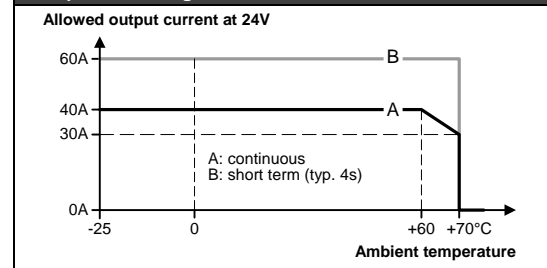 Allowed output current at 24V
60A
B
40A
A
30A
A: continuous
B: short term (typ. 4s)
0A
-25
0
+60
+70°C
Ambient temperature